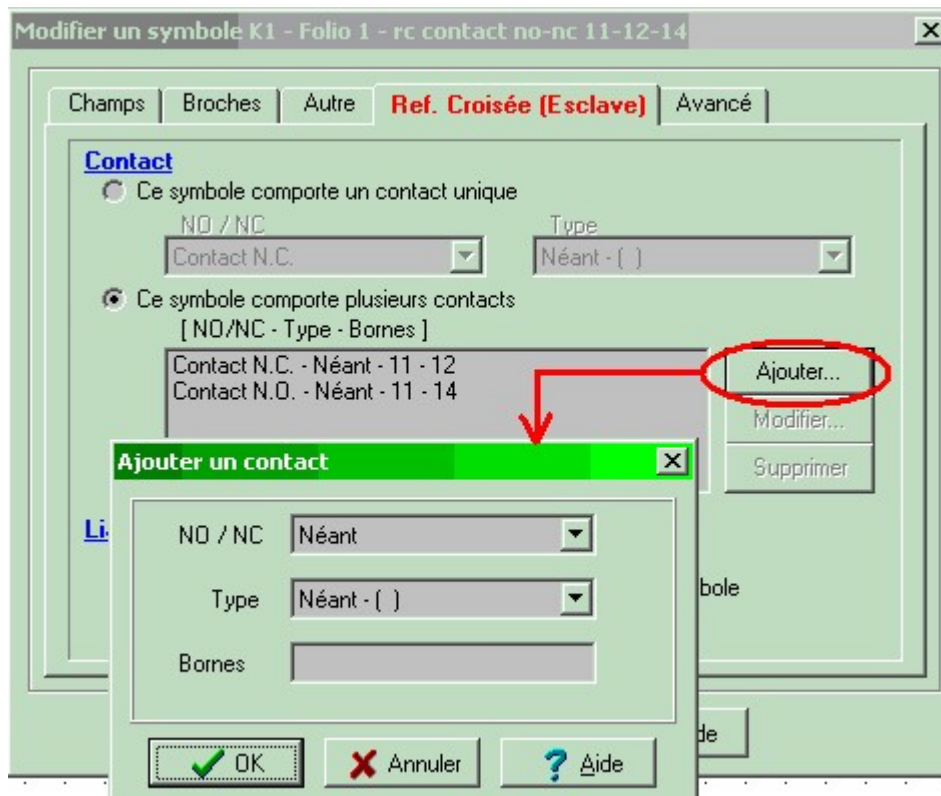 Modifier un symbole K1 - Folio 1 - rc contact no-nc 11-12-14
Champs Broches Autre Ref. Croisée (Esclave) Avancé
Contact
Ce symbole comporte un contact unique
NO / NC Type
Contact N.C. Néant - ( )
Ce symbole comporte plusieurs contacts
[ NO/NC - Type - Bornes ]
Contact N.C. - Néant - 11 - 12
Contact N.O. - Néant - 11 - 14
Ajouter...
Modifier...
Supprimer
Ajouter un contact
NO / NC Néant
Type Néant - ( )
Bornes
OK Annuler Aide